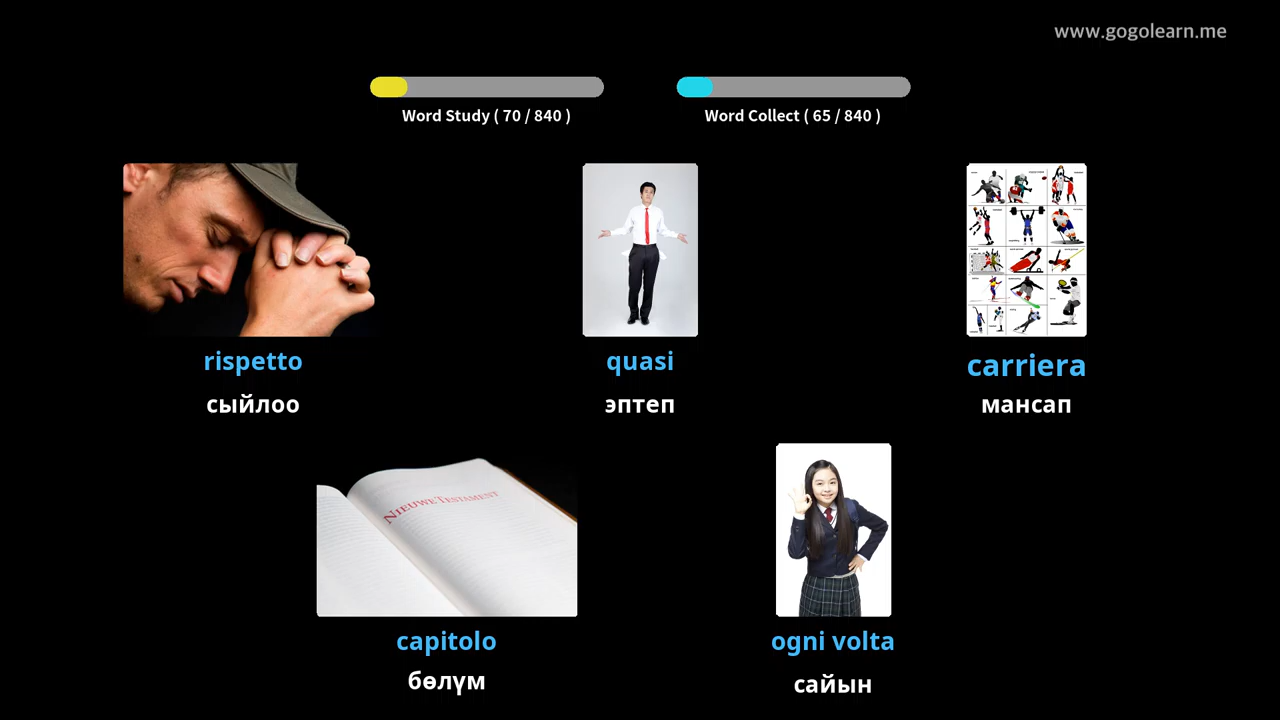 www.gogolearn.me
Word Study ( 70 / 840 )
Word Collect ( 65 / 840 )
rispetto
сыйлоо
quasi
эптеп
carriera
мансап
NIEUWE TESTAMENT
capitolo
бөлүм
ogni volta
сайын